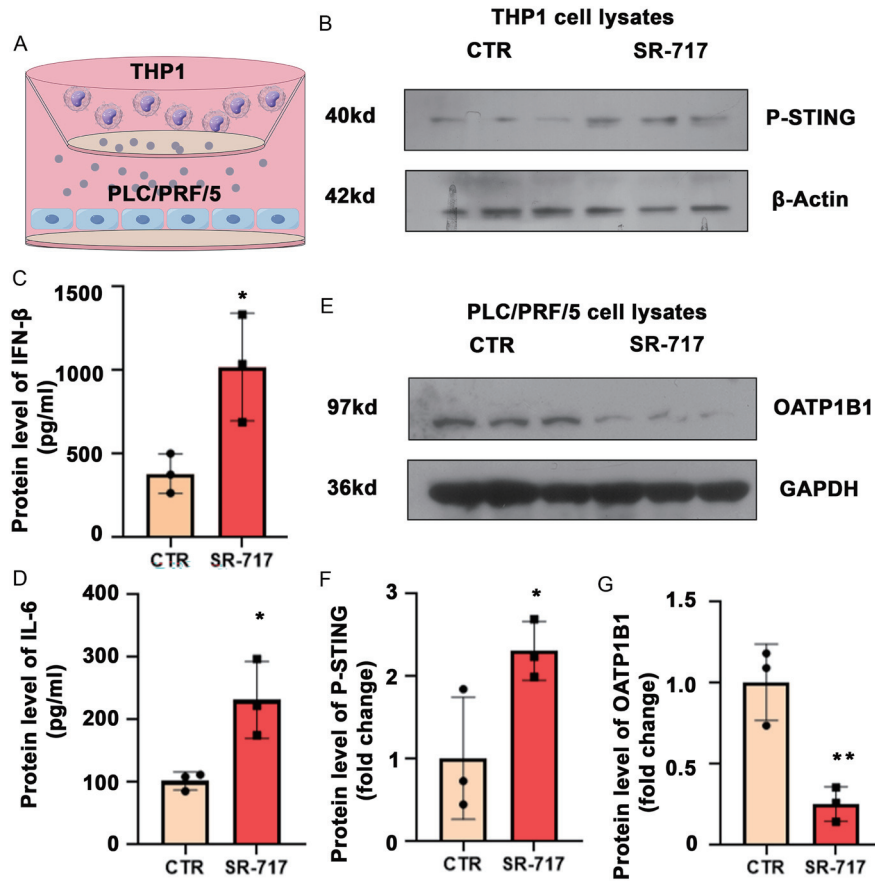 A
THP1
PLC/PRF/5
B
THP1 cell lysates
CTR SR-717
40kd P-STING
42kd β-Actin
C
Protein level of IFN-β
(pg/ml)
1500
1000
500
0
*
CTR SR-717
E
PLC/PRF/5 cell lysates
CTR SR-717
97kd OATP1B1
36kd GAPDH
D
Protein level of IL-6
(pg/ml)
400
300
200
100
0
*
CTR SR-717
F
Protein level of P-STING
(fold change)
3
2
1
0
*
CTR SR-717
G
Protein level of OATP1B1
(fold change)
1.5
1.0
0.5
0
**
CTR SR-717